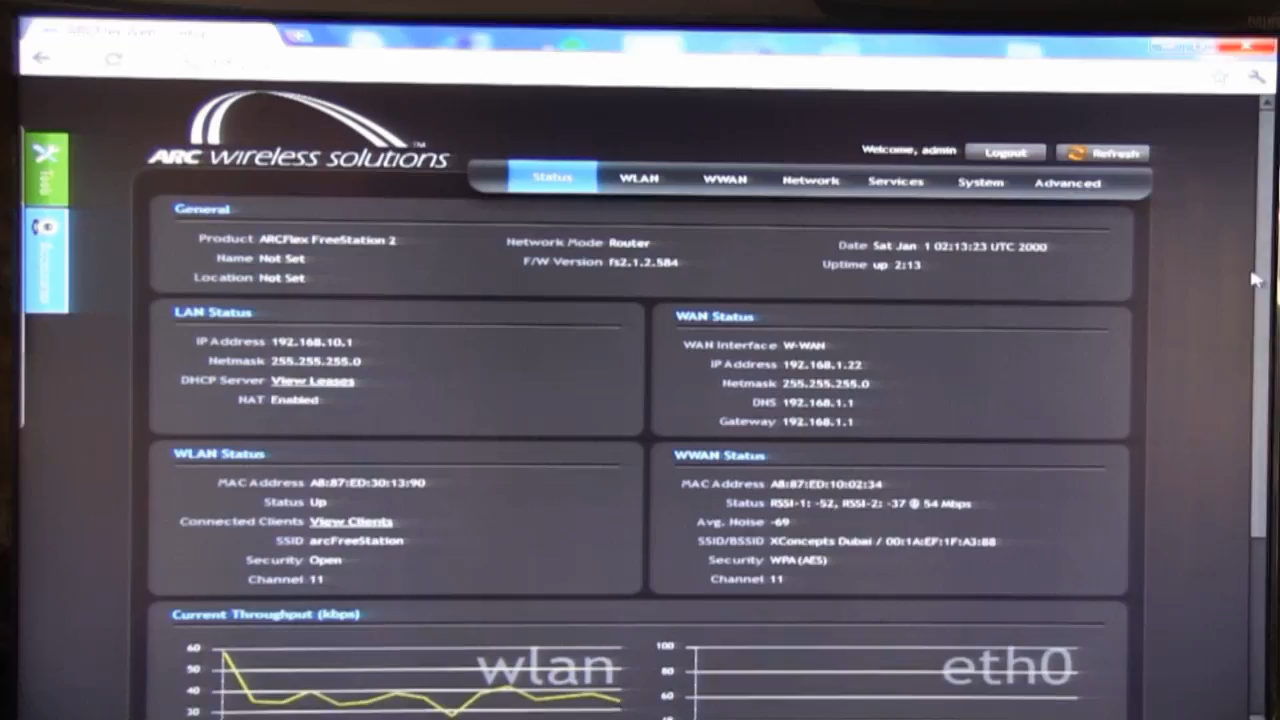 ARC wireless solutions™
Welcome, admin Logout Refresh
Status WLAN WWAN Network Services System Advanced
Tools
General
Product ARCFlex FreeStation 2
Name Not Set
Location Not Set
Network Mode Router
F/W Version fs2.1.2.584
Date Sat Jan 1 02:13:23 UTC 2000
Uptime up 2:13
LAN Status
IP Address 192.168.10.1
Netmask 255.255.255.0
DHCP Server View Leases
NAT Enabled
WAN Status
WAN Interface W-WAN
IP Address 192.168.1.22
Netmask 255.255.255.0
DNS 192.168.1.1
Gateway 192.168.1.1
WLAN Status
MAC Address A8:87:ED:30:13:90
Status Up
Connected Clients View Clients
SSID arcFreeStation
Security Open
Channel 11
WWAN Status
MAC Address A8:87:ED:10:02:34
Status RSSI-1: -52, RSSI-2: -37 @ 54 Mbps
Avg. Noise -69
SSID/BSSID XConcepts Dubai / 00:1A:EF:1F:A3:88
Security WPA (AES)
Channel 11
Current Throughput (kbps)
wlan
60
50
40
30
eth0
100
80
60